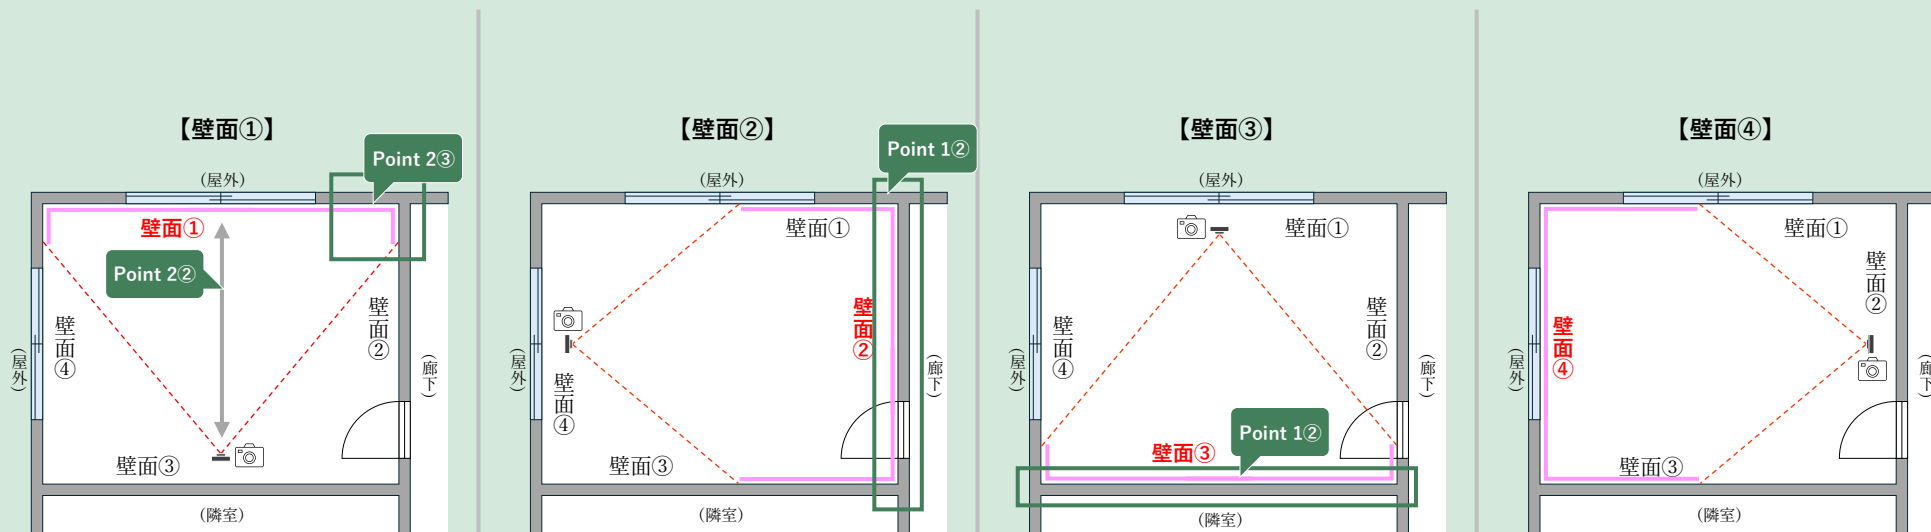 【壁面①】
Point 2③
(屋外)
壁面①
Point 2②
壁面②
壁面④
(屋外)
(廊下)
壁面③
(隣室)
【壁面②】
Point 1②
(屋外)
壁面①
壁面②
(屋外)
(廊下)
壁面④
壁面③
(隣室)
【壁面③】
(屋外)
壁面①
壁面②
壁面④
(屋外)
(廊下)
Point 1②
壁面③
(隣室)
【壁面④】
(屋外)
壁面①
壁面②
壁面④
(屋外)
(廊下)
壁面③
(隣室)